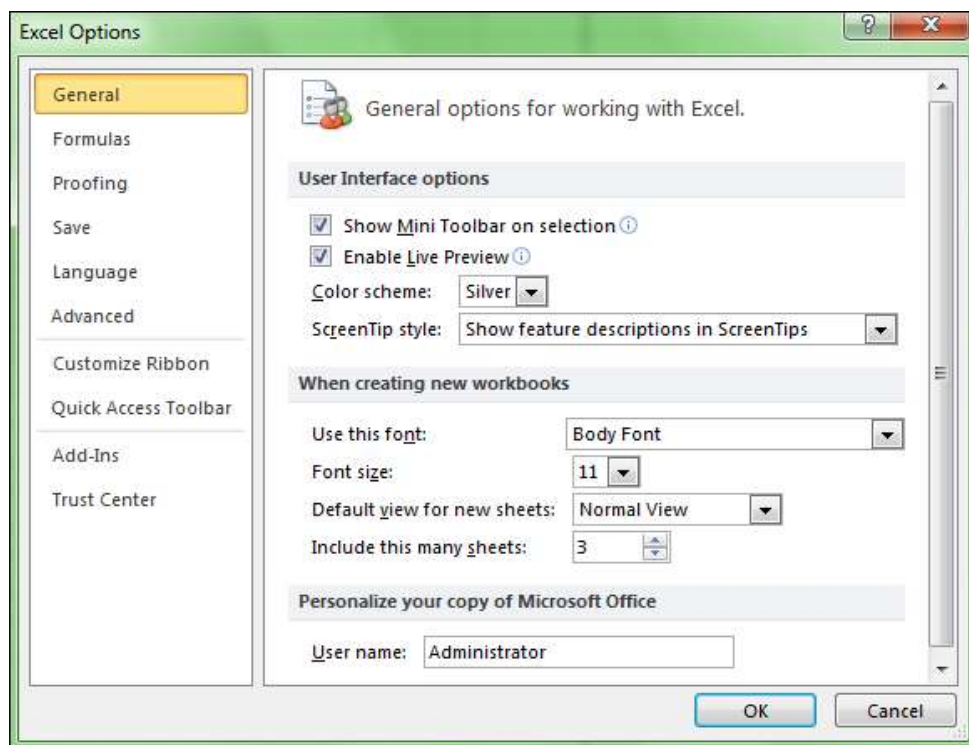 Excel Options
General
Formulas
Proofing
Save
Language
Advanced
Customize Ribbon
Quick Access Toolbar
Add-Ins
Trust Center
General options for working with Excel.
User Interface options
Show Mini Toolbar on selection
Enable Live Preview
Color scheme: Silver
ScreenTip style: Show feature descriptions in ScreenTips
When creating new workbooks
Use this font: Body Font
Font size: 11
Default view for new sheets: Normal View
Include this many sheets: 3
Personalize your copy of Microsoft Office
User name: Administrator
OK Cancel